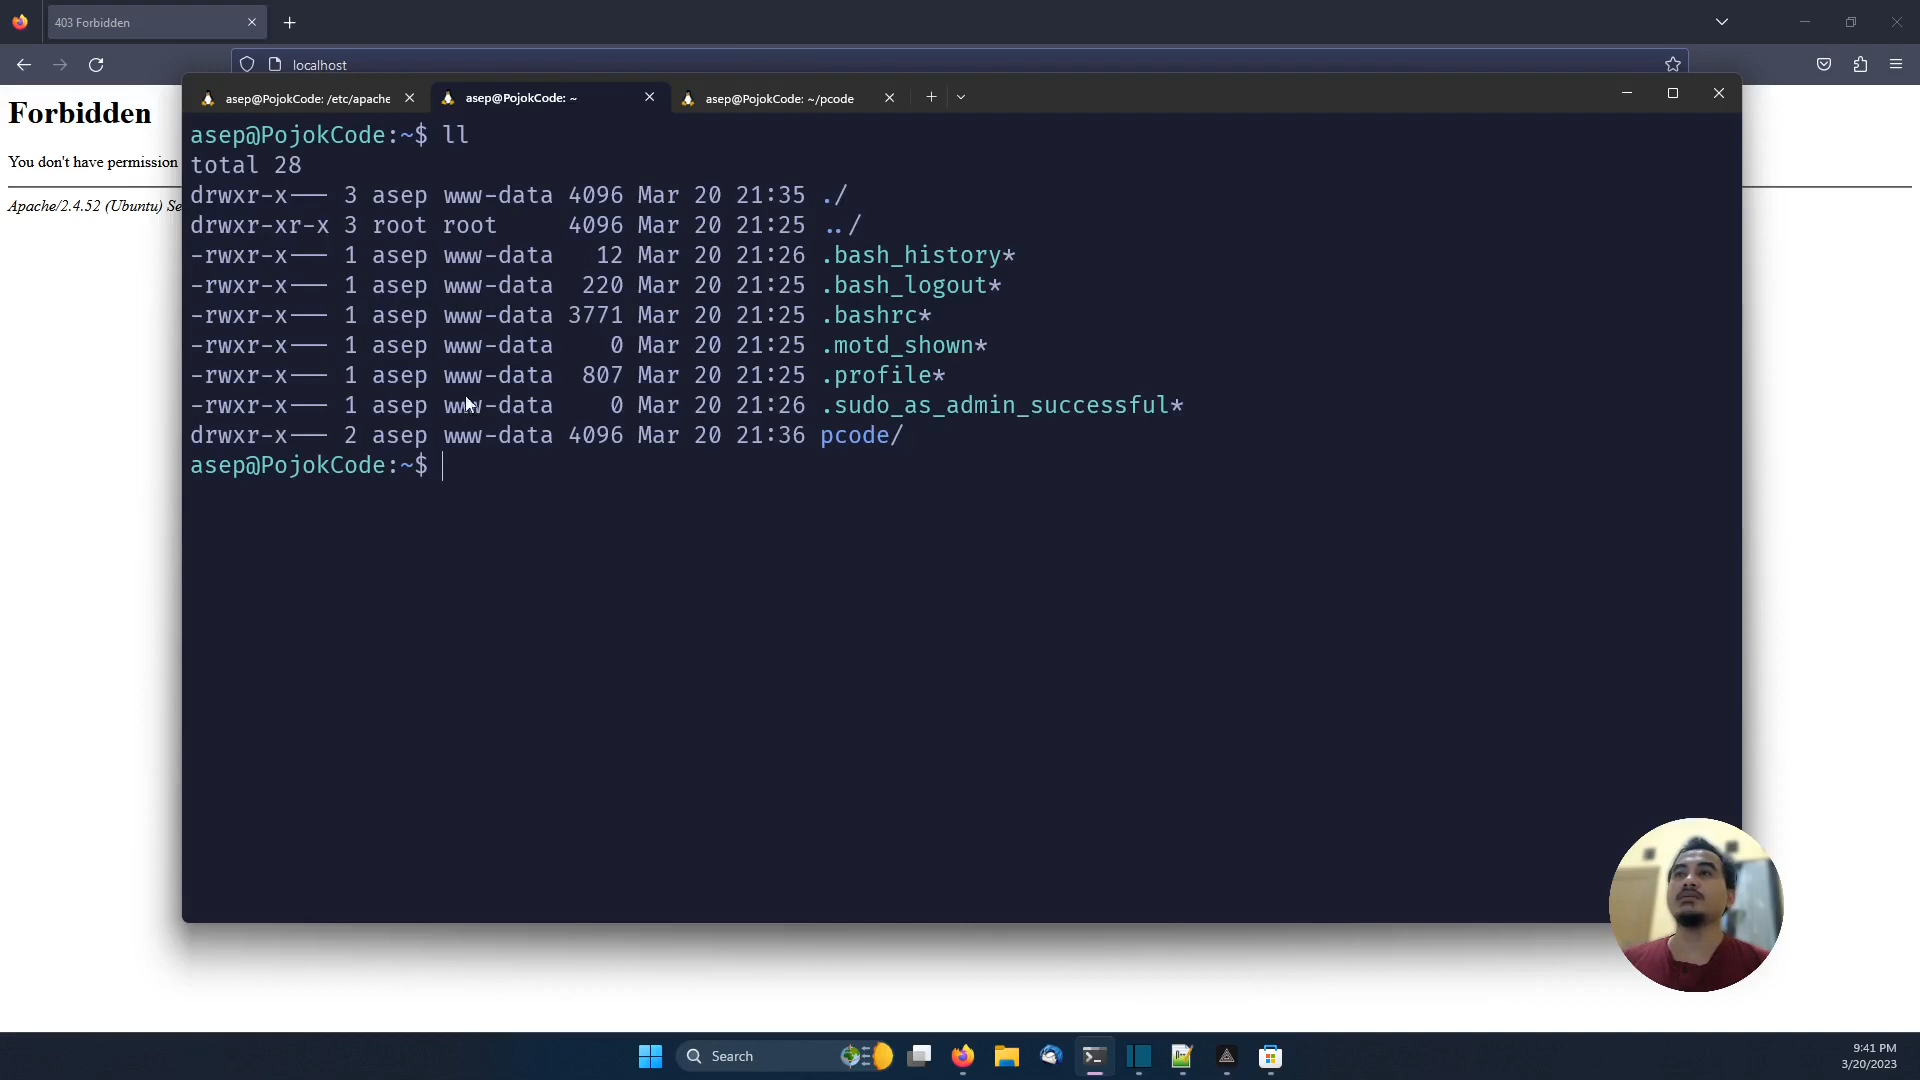 403 Forbidden
localhost
asep@PojokCode: /etc/apache
asep@PojokCode: ~
asep@PojokCode: ~/pcode
Forbidden
You don't have permission
Apache/2.4.52 (Ubuntu) Se
asep@PojokCode:~$ ll
total 28
drwxr-x--- 3 asep www-data 4096 Mar 20 21:35 ./
drwxr-xr-x 3 root root     4096 Mar 20 21:25 ../
-rwxr-x--- 1 asep www-data   12 Mar 20 21:26 .bash_history*
-rwxr-x--- 1 asep www-data  220 Mar 20 21:25 .bash_logout*
-rwxr-x--- 1 asep www-data 3771 Mar 20 21:25 .bashrc*
-rwxr-x--- 1 asep www-data    0 Mar 20 21:25 .motd_shown*
-rwxr-x--- 1 asep www-data  807 Mar 20 21:25 .profile*
-rwxr-x--- 1 asep www-data    0 Mar 20 21:26 .sudo_as_admin_successful*
drwxr-x--- 2 asep www-data 4096 Mar 20 21:36 pcode/
asep@PojokCode:~$
Search
9:41 PM
3/20/2023